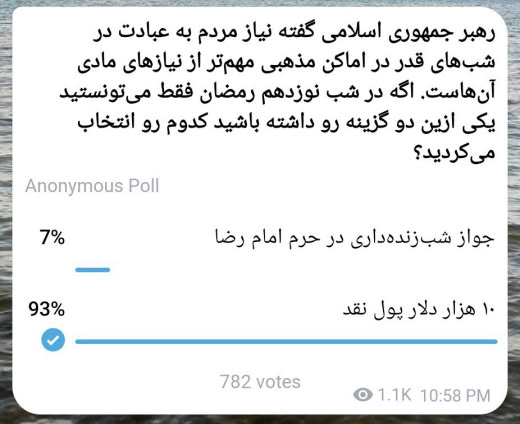 رهبر جمهوری اسلامی گفته نیاز مردم به عبادت در
شب‌های قدر در اماکن مذهبی مهم‌تر از نیازهای مادی
آن‌هاست. اگه در شب نوزدهم رمضان فقط می‌تونستید
یکی ازین دو گزینه رو داشته باشید کدوم رو انتخاب
می‌کردید؟
Anonymous Poll
7% جواز شب‌زنده‌داری در حرم امام رضا
93% ۱۰ هزار دلار پول نقد
782 votes
1.1K 10:58 PM